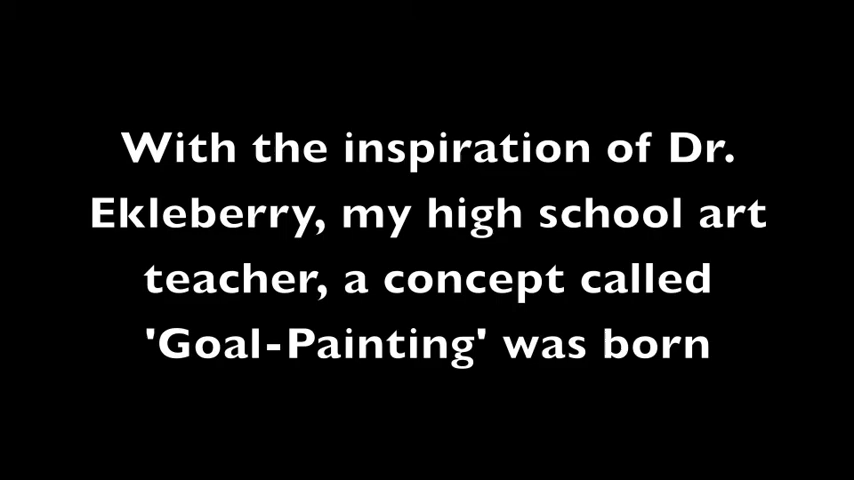 With the inspiration of Dr.
Ekleberry, my high school art
teacher, a concept called
'Goal-Painting' was born